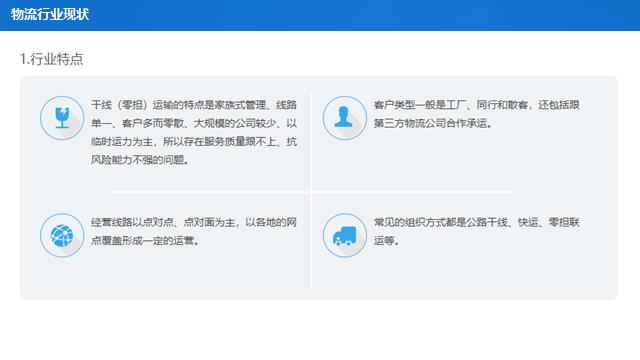 物流行业现状
1.行业特点
干线（零担）运输的特点是家族式管理、线路
单一、客户多而零散、大规模的公司较少、以
临时运力为主，所以存在服务质量跟不上、抗
风险能力不强的问题。
客户类型一般是工厂、同行和散客，还包括跟
第三方物流公司合作承运。
经营线路以点对点、点对面为主，以各地的网
点覆盖形成一定的运营。
常见的组织方式都是公路干线、快运、零担联
运等。